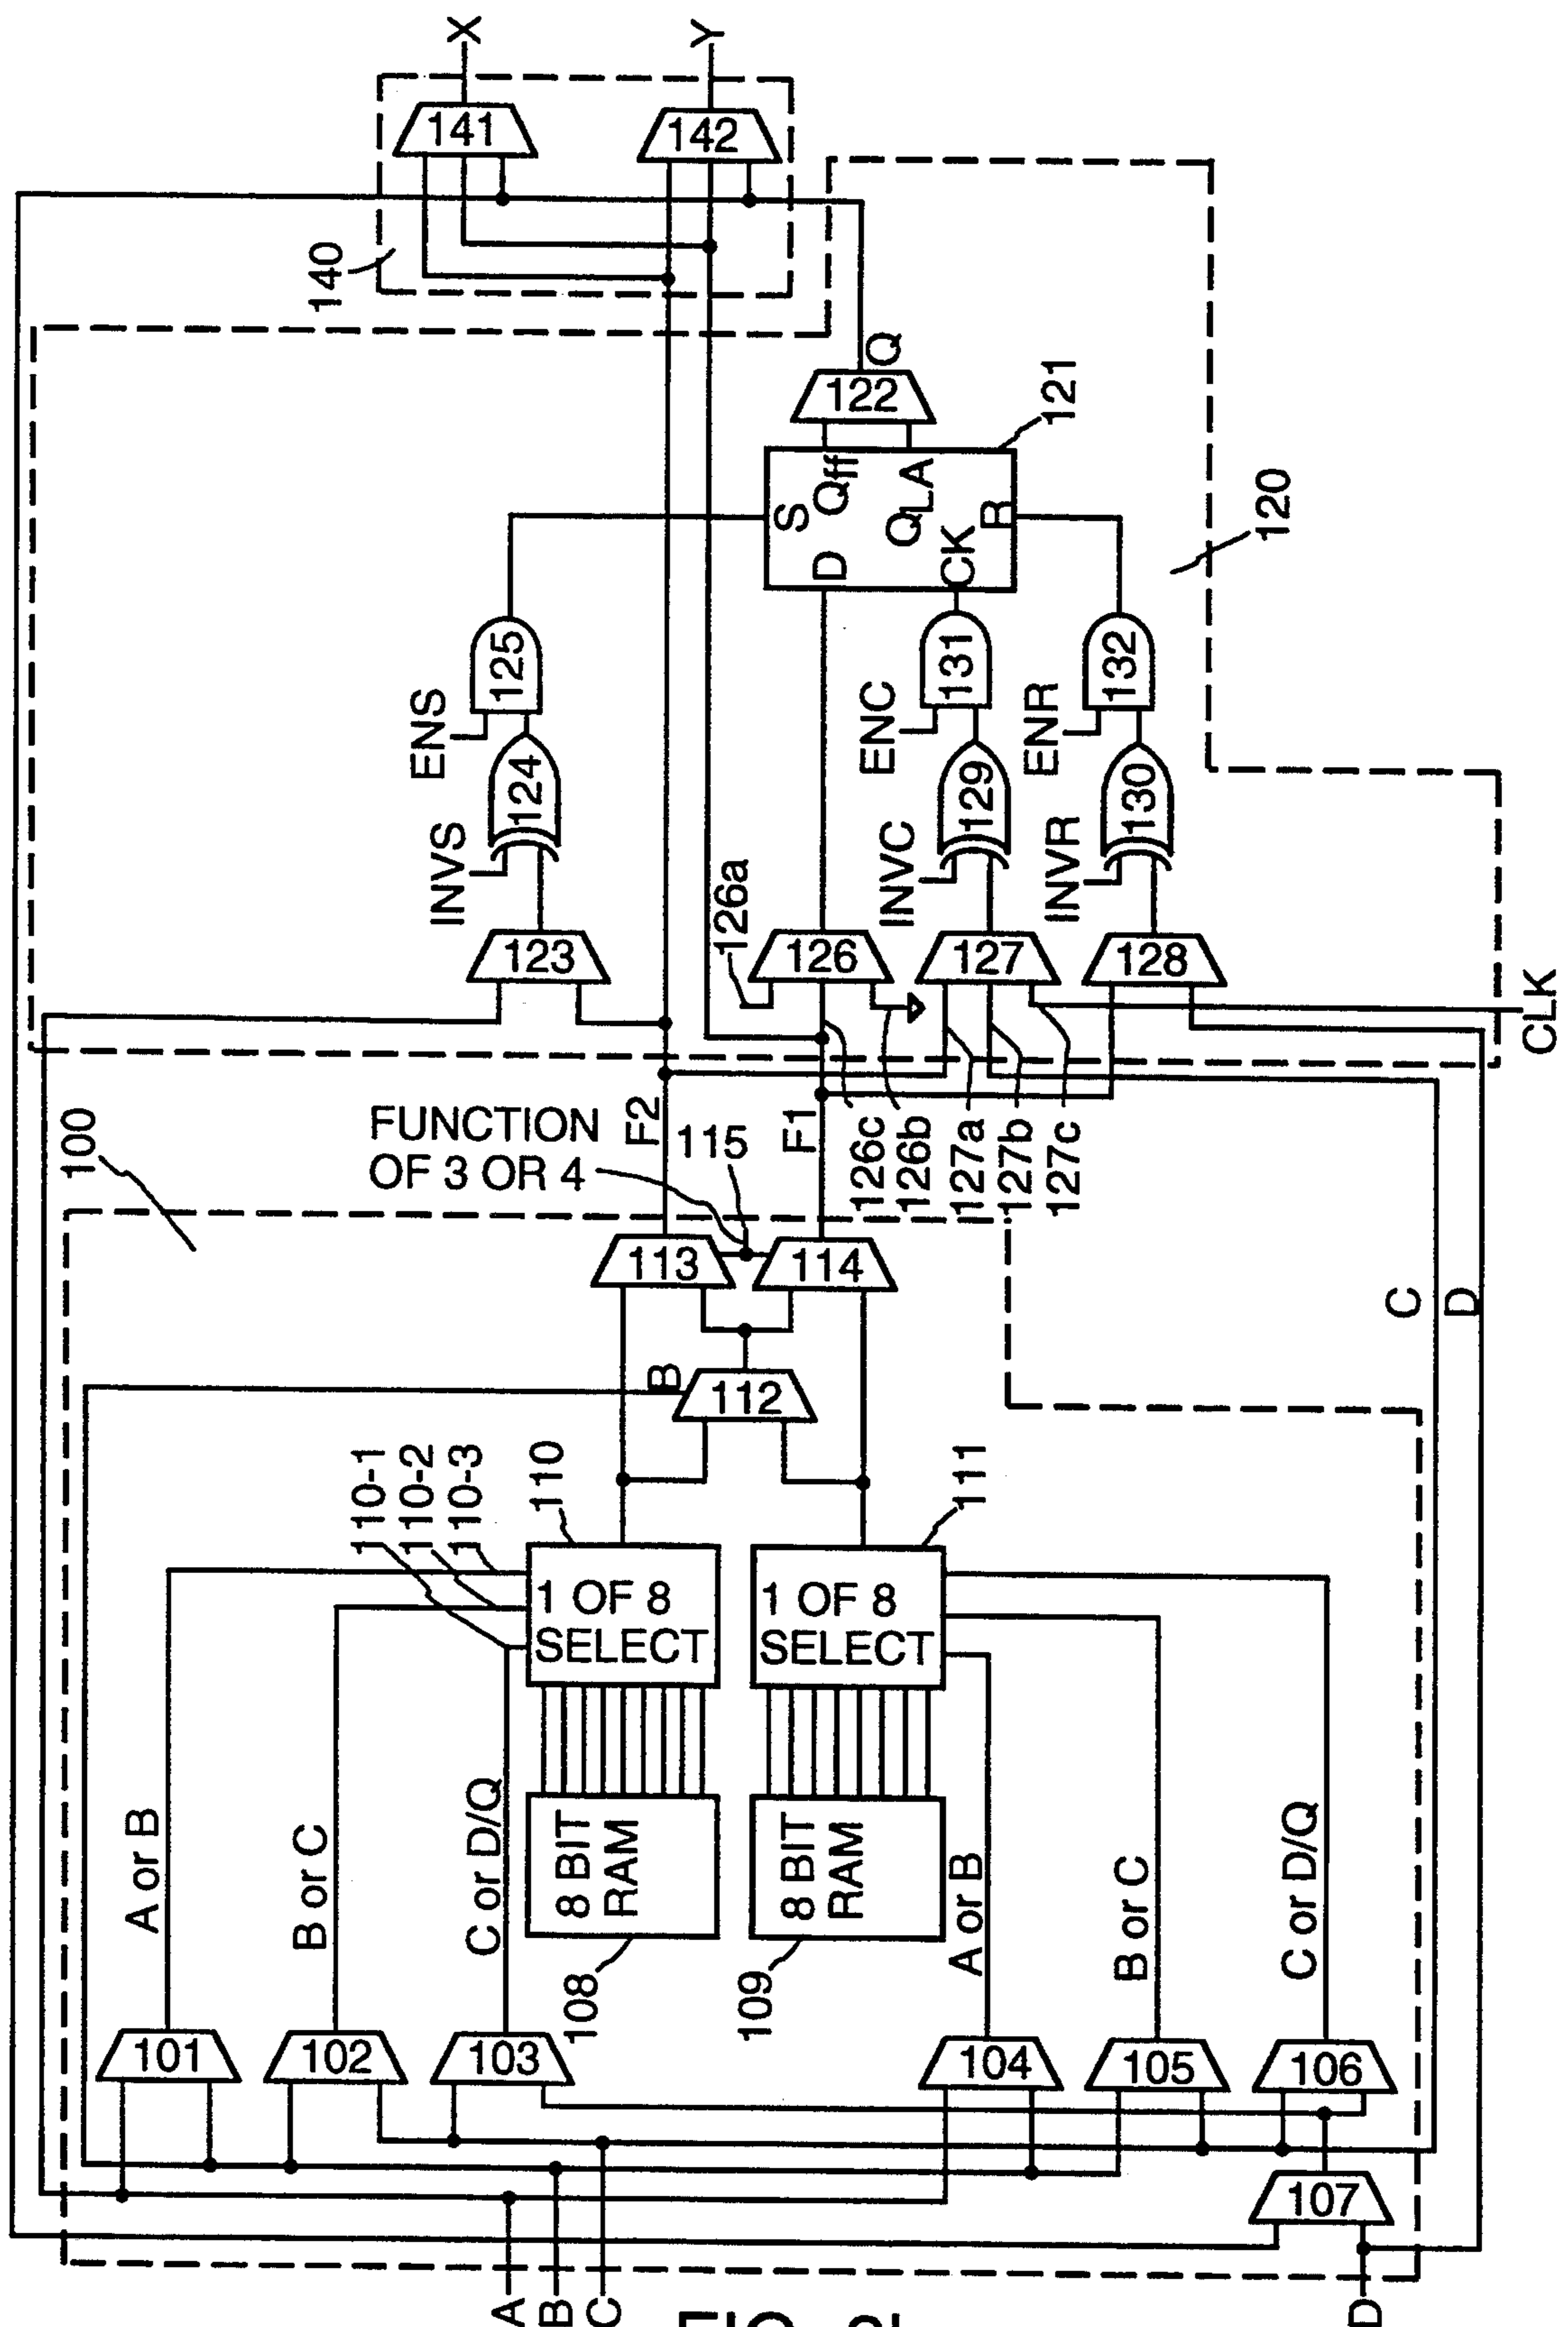 X
Y
141
142
140
Q
122
121
120
S
Qff
D
QLA
CK
R
ENS
125
INVS
124
123
ENC
131
ENR
132
INVC
129
INVR
130
126a
126
127
128
CLK
100
FUNCTION
OF 3 OR 4
F2
115
F1
126c
126b
127a
127b
127c
113
114
B
112
C
D
110-1
110-2
110-3
110
111
1 OF 8
SELECT
1 OF 8
SELECT
A or B
B or C
C or D/Q
8 BIT
RAM
8 BIT
RAM
A or B
B or C
C or D/Q
108
109
101
102
103
104
105
106
107
A
B
C
D